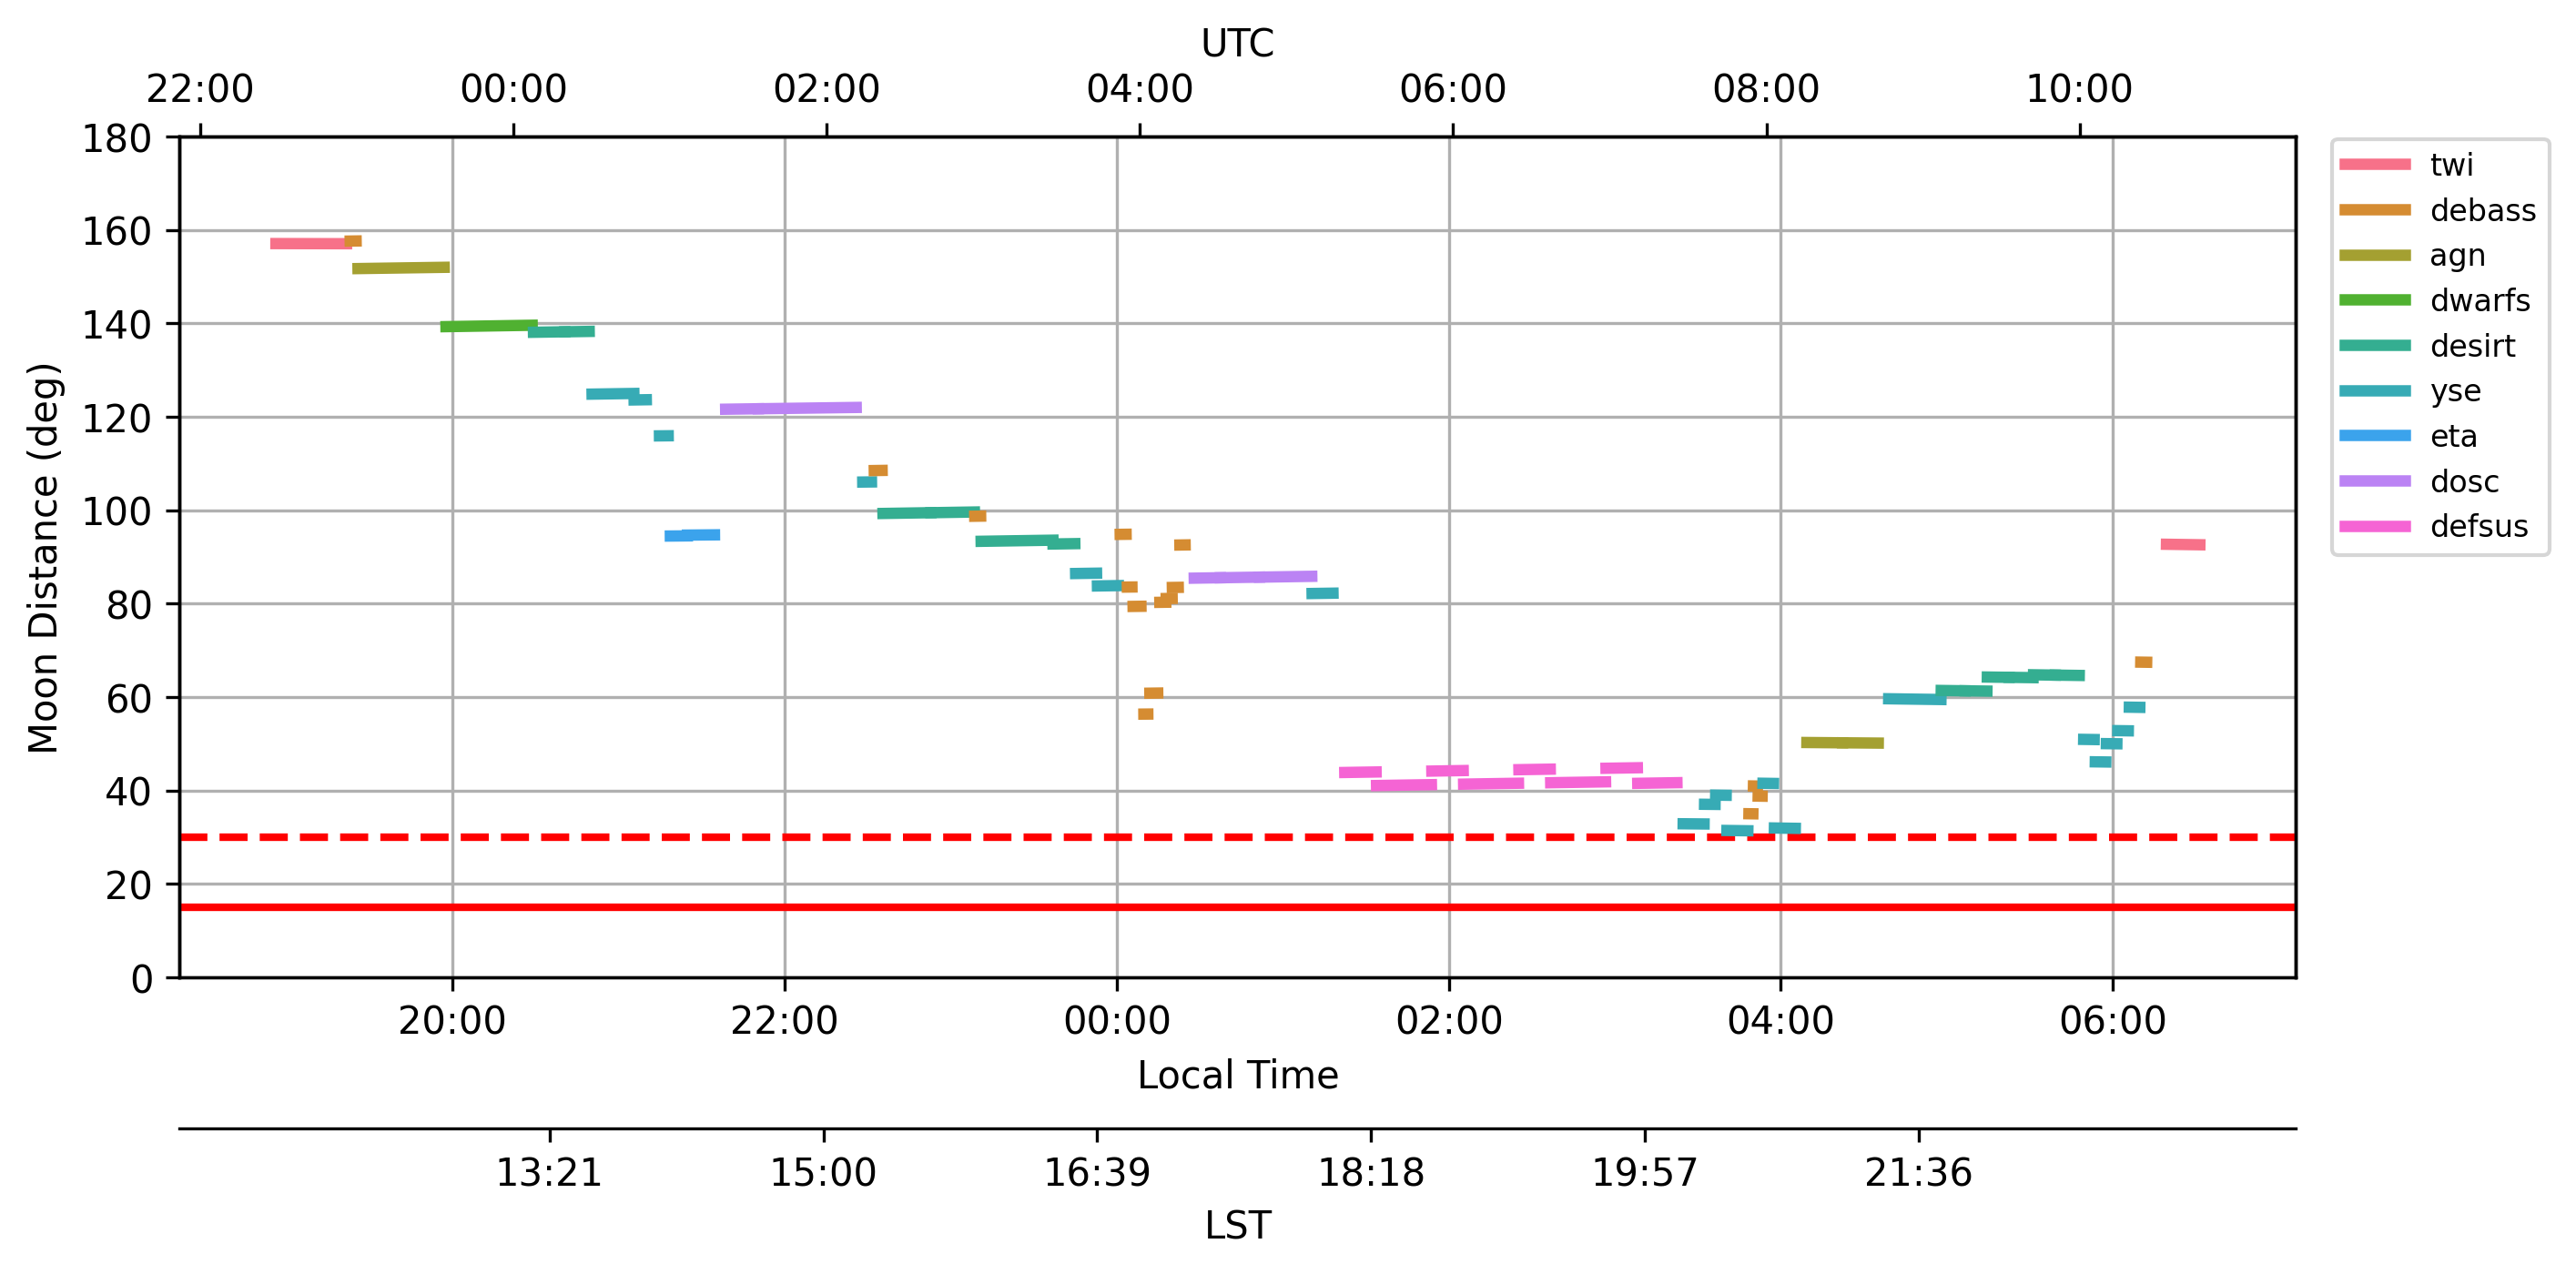 UTC
22:00 00:00 02:00 04:00 06:00 08:00 10:00
180
160
140
120
100
80
60
40
20
0
Moon Distance (deg)
20:00 22:00 00:00 02:00 04:00 06:00
Local Time
13:21 15:00 16:39 18:18 19:57 21:36
LST
twi
debass
agn
dwarfs
desirt
yse
eta
dosc
defsus